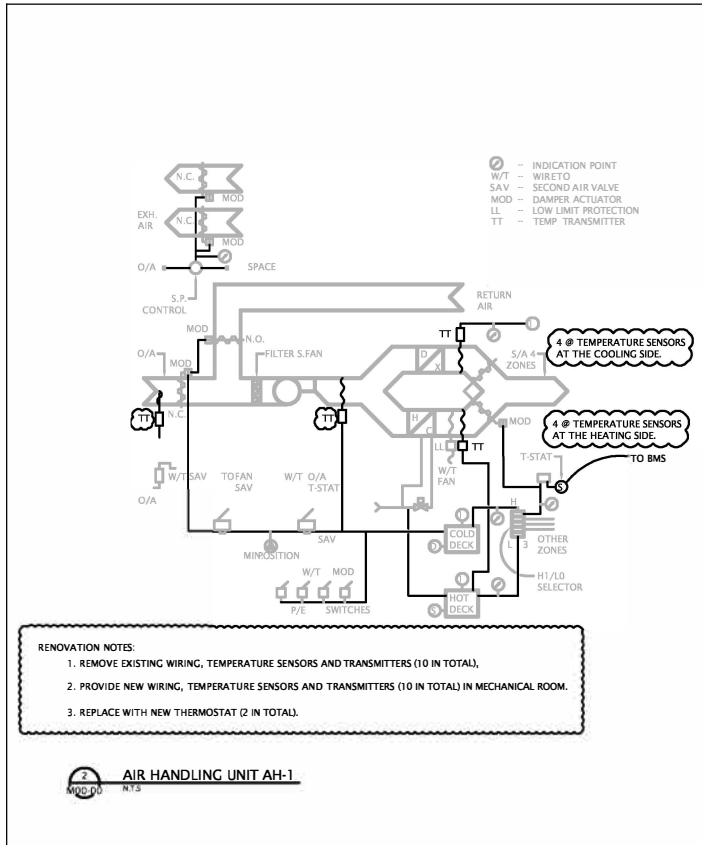 N.C.
MOD
EXH.
AIR
N.C.
MOD
O/A
SPACE
S.P.
CONTROL
– INDICATION POINT
W/T – WIRETO
SAV – SECOND AIR VALVE
MOD – DAMPER ACTUATOR
LL – LOW LIMIT PROTECTION
TT – TEMP TRANSMITTER
RETURN
AIR
MOD
N.O.
O/A
MOD
FILTER S.FAN
TT
D
X
S/A 4
ZONES
4 @ TEMPERATURE SENSORS
AT THE COOLING SIDE.
N.C.
TT
TT
H
C
MOD
4 @ TEMPERATURE SENSORS
AT THE HEATING SIDE.
LL
TT
W/T
FAN
T-STAT
TO BMS
S
W/T SAV
O/A
TOFAN
SAV
W/T O/A
T-STAT
SAV
MIN.POSITION
COLD
DECK
H
L 3
OTHER
ZONES
H1/L0
SELECTOR
W/T MOD
P/E SWITCHES
HOT
DECK
S
RENOVATION NOTES:
1. REMOVE EXISTING WIRING, TEMPERATURE SENSORS AND TRANSMITTERS (10 IN TOTAL),
2. PROVIDE NEW WIRING, TEMPERATURE SENSORS AND TRANSMITTERS (10 IN TOTAL) IN MECHANICAL ROOM.
3. REPLACE WITH NEW THERMOSTAT (2 IN TOTAL).
2
MOD-DD
AIR HANDLING UNIT AH-1
N.T.S